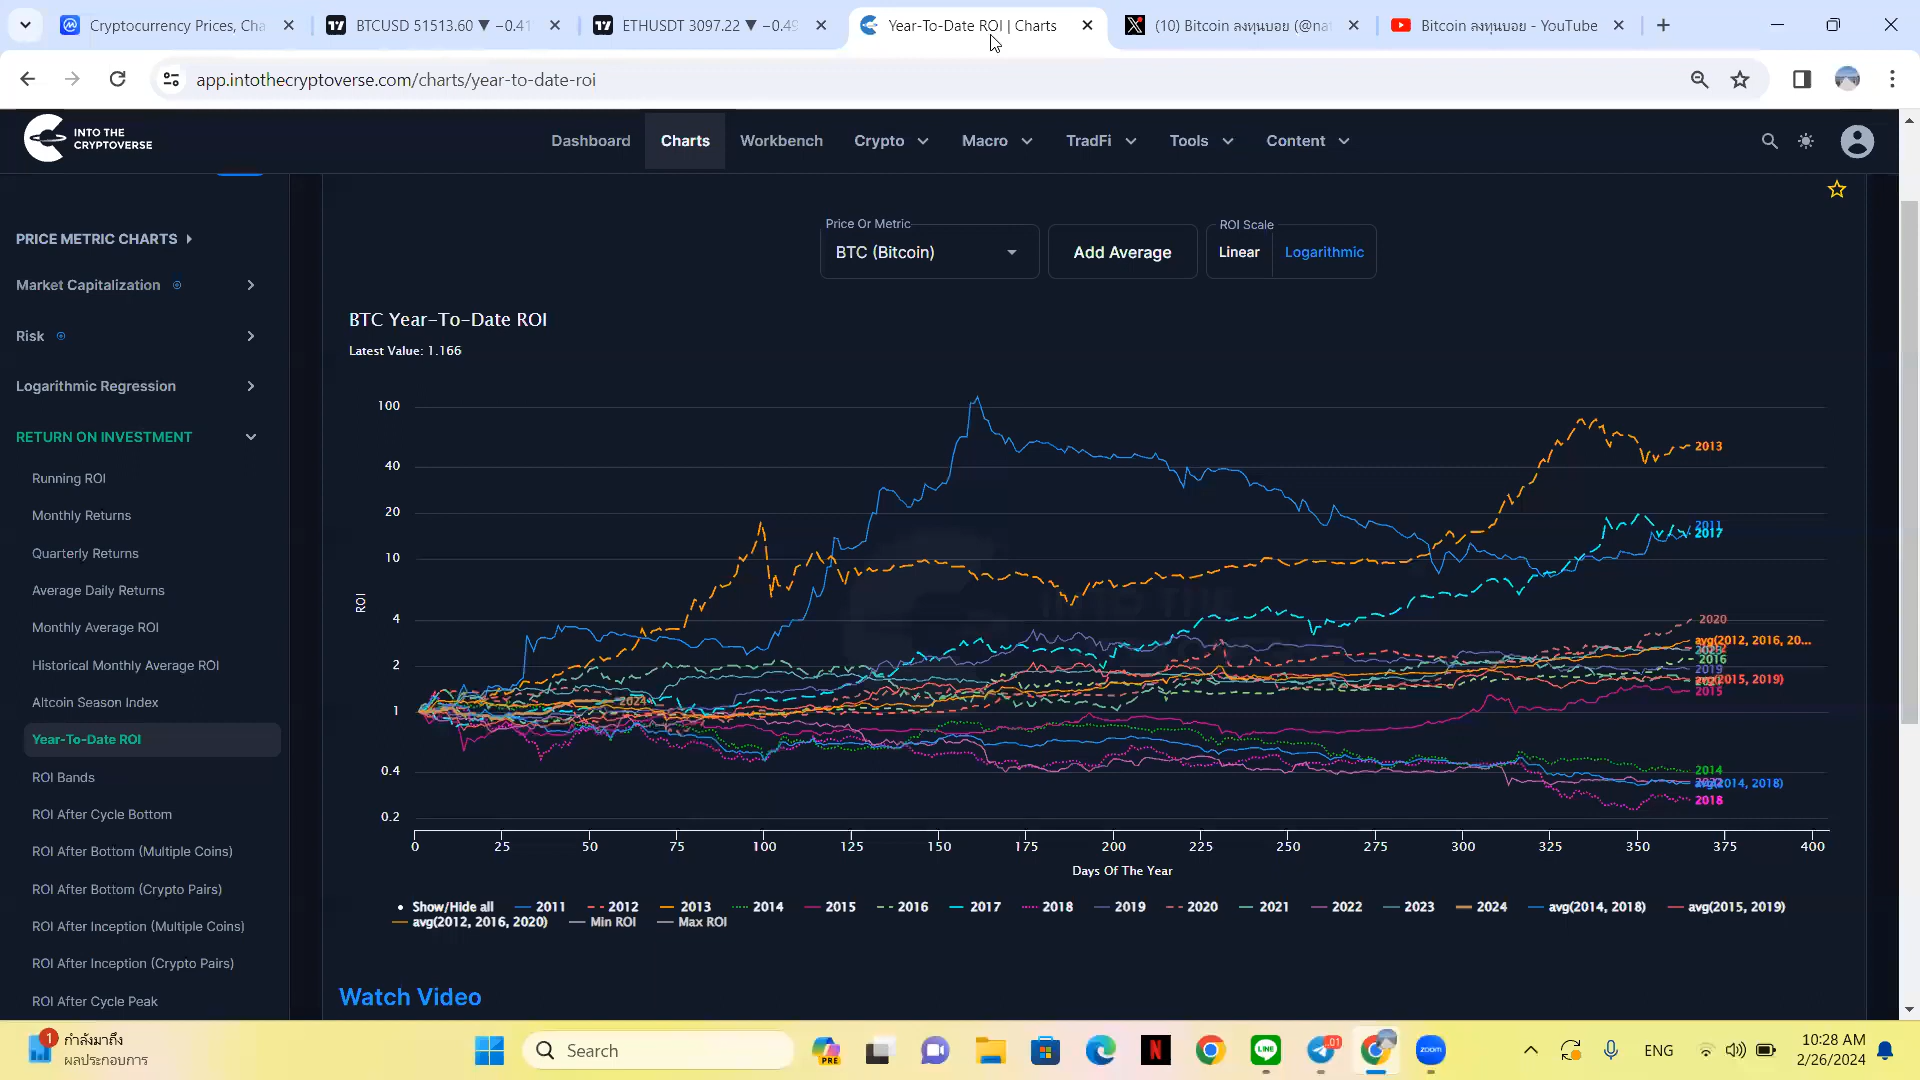 Cryptocurrency Prices, Cha
BTCUSD 51513.60 ▼ −0.41
ETHUSDT 3097.22 ▼ −0.49
Year-To-Date ROI | Charts
(10) Bitcoin ลงทุนบอย (@na
Bitcoin ลงทุนบอย - YouTube
app.intothecryptoverse.com/charts/year-to-date-roi
INTO THE
CRYPTOVERSE
Dashboard
Charts
Workbench
Crypto
Macro
TradFi
Tools
Content
PRICE METRIC CHARTS
Market Capitalization
Risk
Logarithmic Regression
RETURN ON INVESTMENT
Running ROI
Monthly Returns
Quarterly Returns
Average Daily Returns
Monthly Average ROI
Historical Monthly Average ROI
Altcoin Season Index
Year-To-Date ROI
ROI Bands
ROI After Cycle Bottom
ROI After Bottom (Multiple Coins)
ROI After Bottom (Crypto Pairs)
ROI After Inception (Multiple Coins)
ROI After Inception (Crypto Pairs)
ROI After Cycle Peak
Price Or Metric
BTC (Bitcoin)
Add Average
ROI Scale
Linear
Logarithmic
BTC Year-To-Date ROI
Latest Value: 1.166
ROI
100
40
20
10
4
2
1
0.4
0.2
2013
2011
2017
2020
avg(2012, 2016, 20...
2016
2019
2015, 2019)
2015
2024
2014
2014, 2018)
2018
0 25 50 75 100 125 150 175 200 225 250 275 300 325 350 375 400
Days Of The Year
Show/Hide all 2011 2012 2013 2014 2015 2016 2017 2018 2019 2020 2021 2022 2023 2024 avg(2014, 2018) avg(2015, 2019)
avg(2012, 2016, 2020) Min ROI Max ROI
Watch Video
1
กำลังมาถึง
ผลประกอบการ
Search
PRE
N
LINE
01
zoom
ENG
10:28 AM
2/26/2024